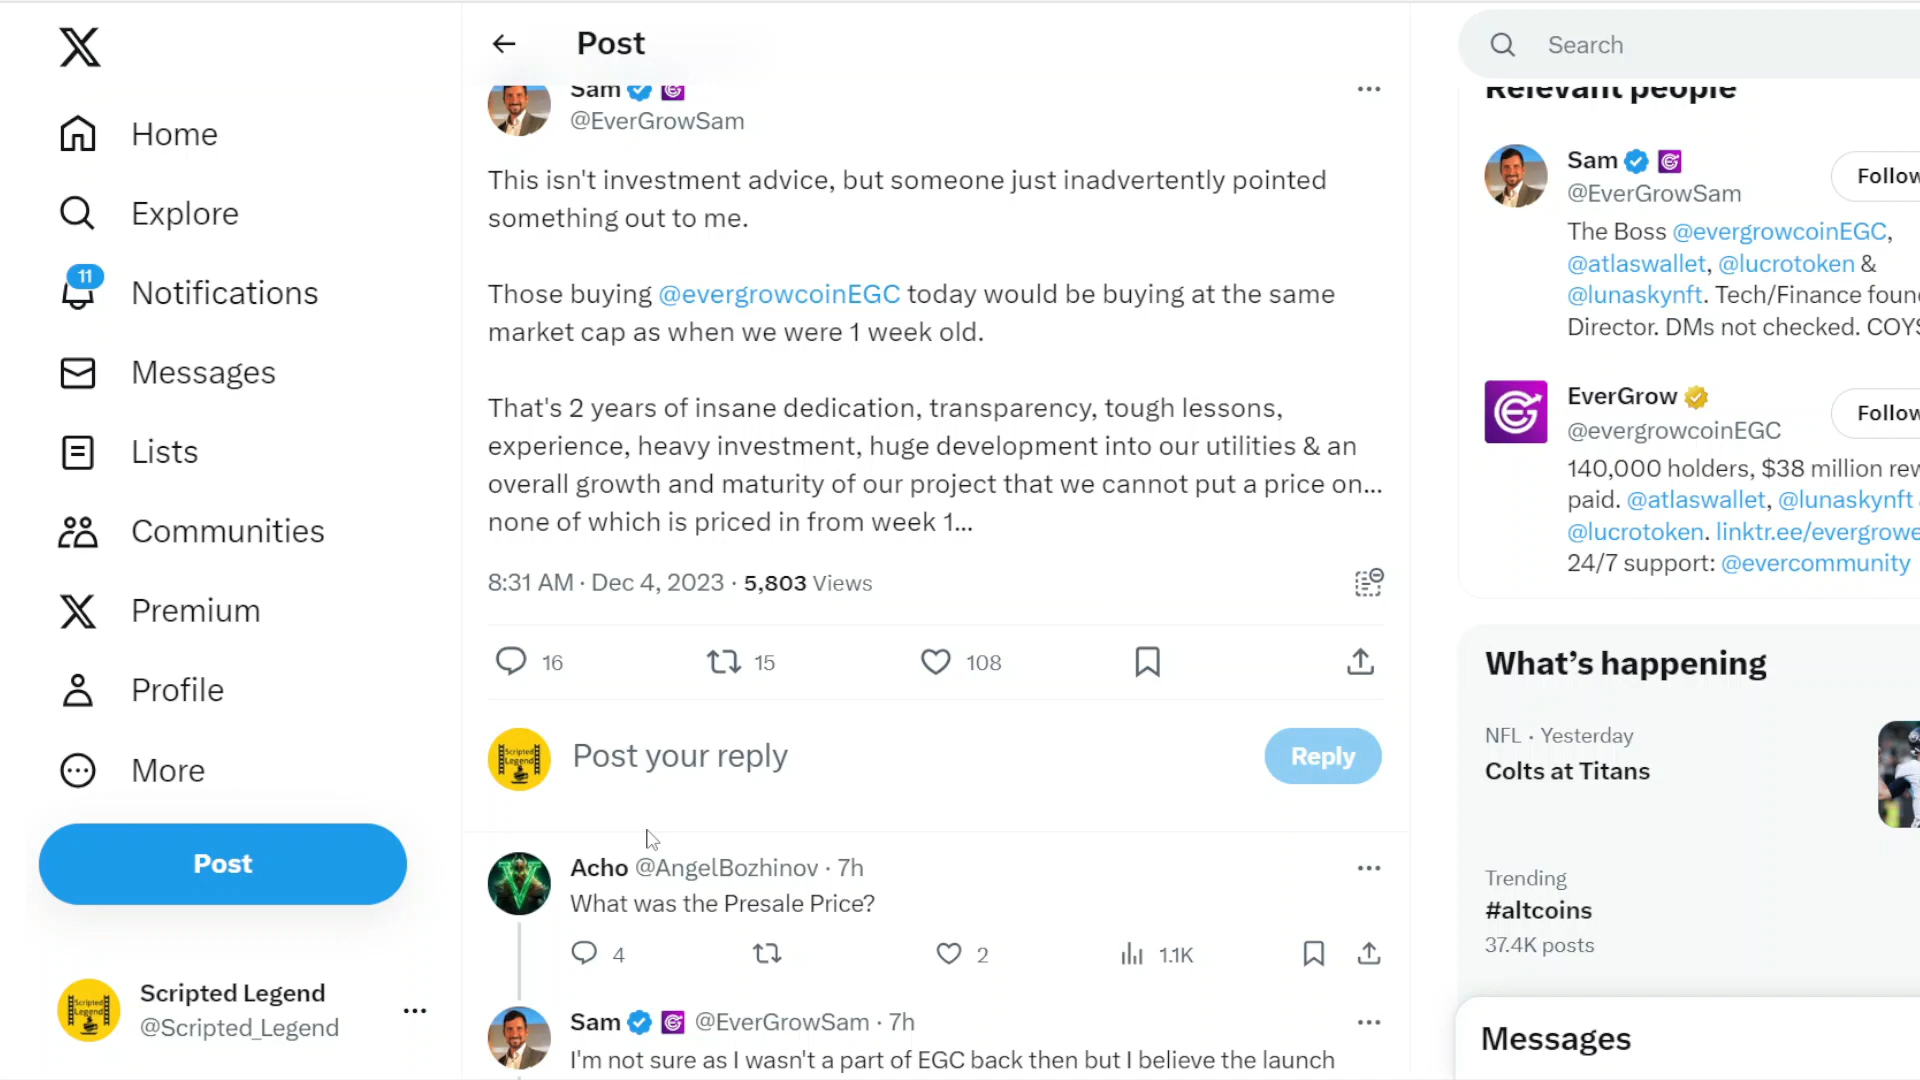 Home
Explore
11
Notifications
Messages
Lists
Communities
Premium
Profile
More
Post
Scripted Legend
@Scripted_Legend
Post
Sam
@EverGrowSam
This isn't investment advice, but someone just inadvertently pointed
something out to me.
Those buying @evergrowcoinEGC today would be buying at the same
market cap as when we were 1 week old.
That's 2 years of insane dedication, transparency, tough lessons,
experience, heavy investment, huge development into our utilities & an
overall growth and maturity of our project that we cannot put a price on...
none of which is priced in from week 1...
8:31 AM · Dec 4, 2023 · 5,803 Views
16 15 108
Scripted
Legend
Post your reply
Reply
Acho @AngelBozhinov · 7h
What was the Presale Price?
4 2 1.1K
Sam @EverGrowSam · 7h
I'm not sure as I wasn't a part of EGC back then but I believe the launch
Search
Relevant people
Sam
Follow
@EverGrowSam
The Boss @evergrowcoinEGC,
@atlaswallet, @lucrotoken &
@lunaskynft. Tech/Finance foun
Director. DMs not checked. COYS
EverGrow
Follow
@evergrowcoinEGC
140,000 holders, $38 million rew
paid. @atlaswallet, @lunaskynft
@lucrotoken. linktr.ee/evergrowe
24/7 support: @evercommunity
What's happening
NFL · Yesterday
Colts at Titans
Trending
#altcoins
37.4K posts
Messages